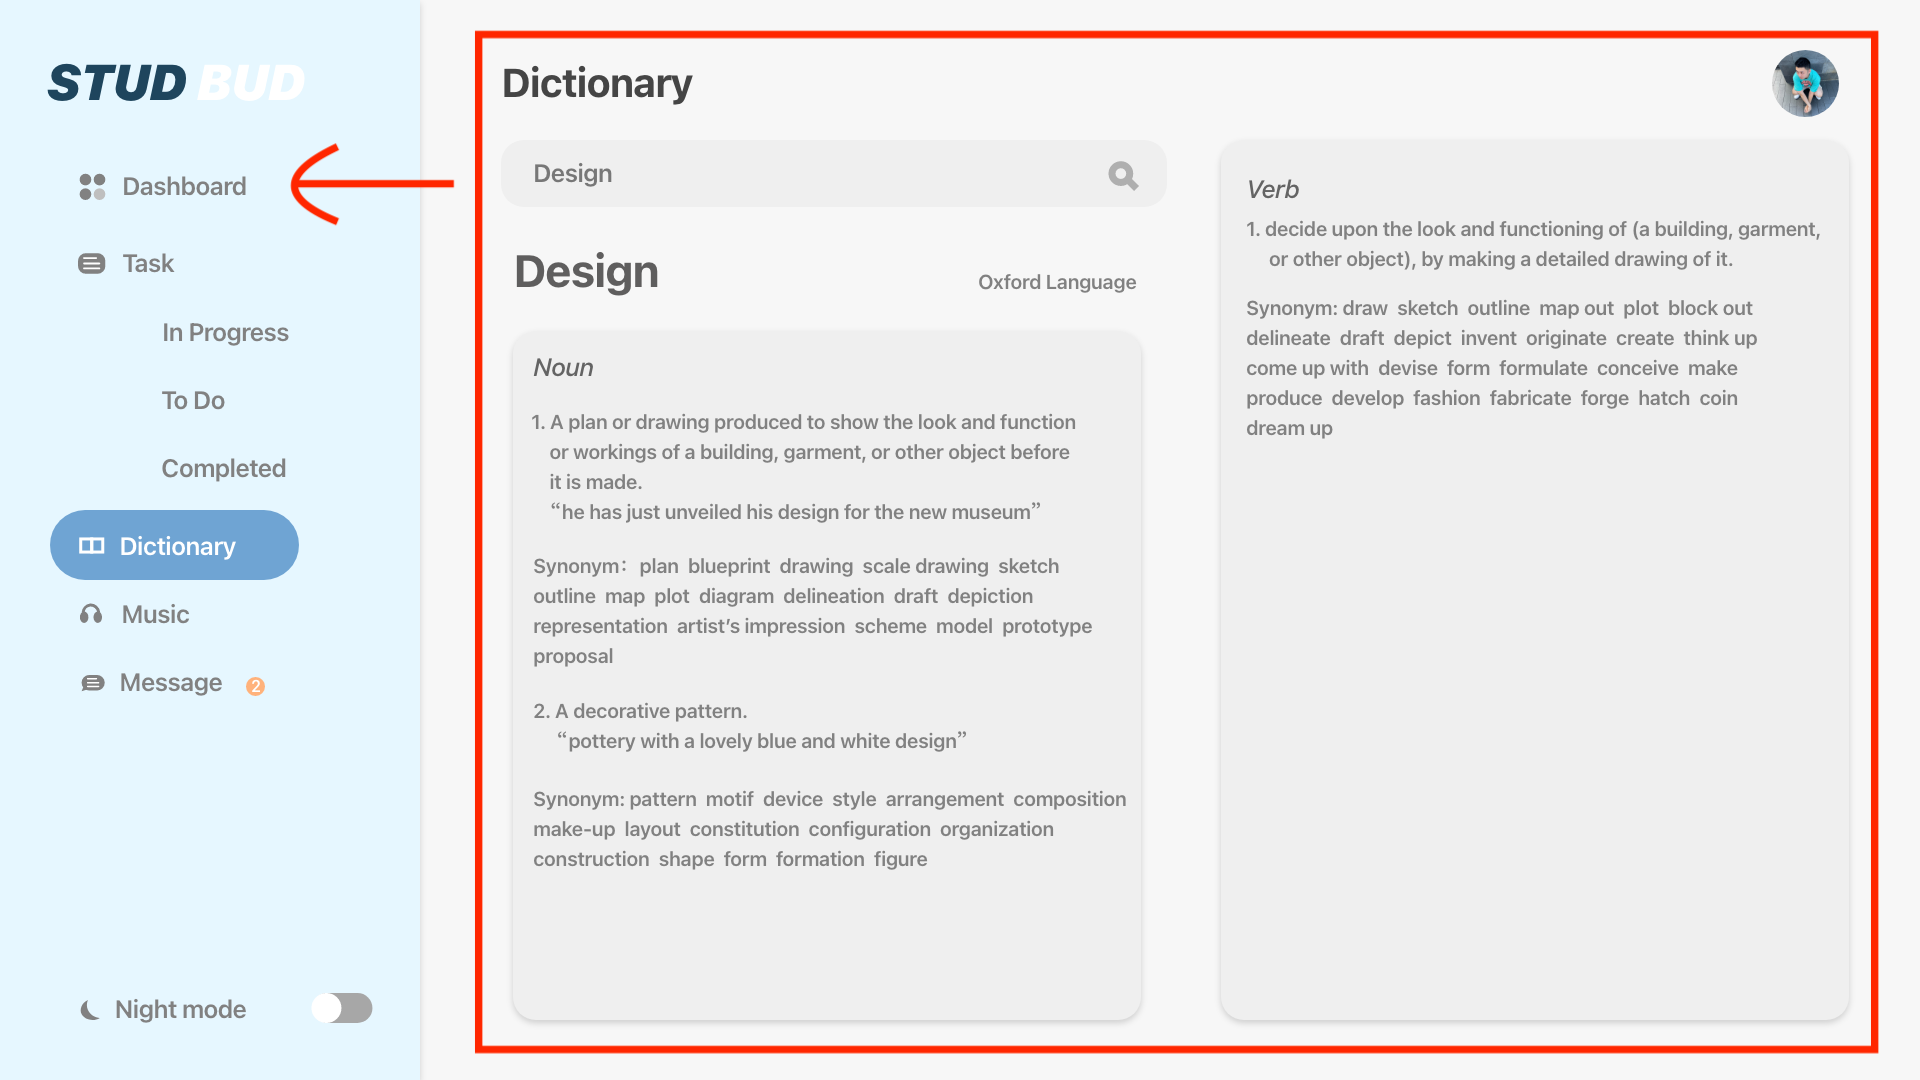 STUD BUD
Dashboard
Task
In Progress
To Do
Completed
Dictionary
Music
Message 2
Night mode
Dictionary
Design
Design
Oxford Language
Noun
1. A plan or drawing produced to show the look and function
or workings of a building, garment, or other object before
it is made.
“he has just unveiled his design for the new museum”
Synonym： plan blueprint drawing scale drawing sketch
outline map plot diagram delineation draft depiction
representation artist’s impression scheme model prototype
proposal
2. A decorative pattern.
“pottery with a lovely blue and white design”
Synonym: pattern motif device style arrangement composition
make-up layout constitution configuration organization
construction shape form formation figure
Verb
1. decide upon the look and functioning of (a building, garment,
or other object), by making a detailed drawing of it.
Synonym: draw sketch outline map out plot block out
delineate draft depict invent originate create think up
come up with devise form formulate conceive make
produce develop fashion fabricate forge hatch coin
dream up